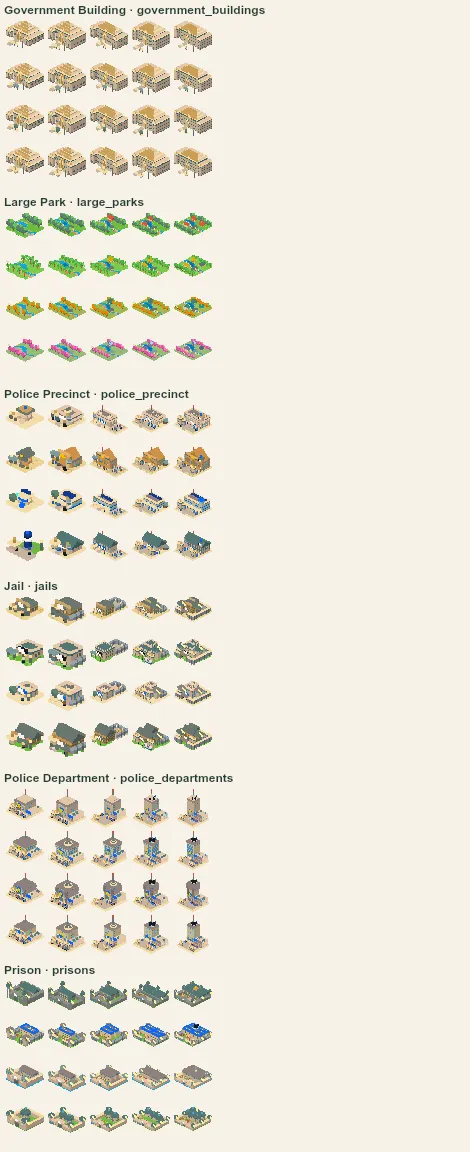 Government Building · government_buildings
Large Park · large_parks
Police Precinct · police_precinct
Jail · jails
Police Department · police_departments
Prison · prisons